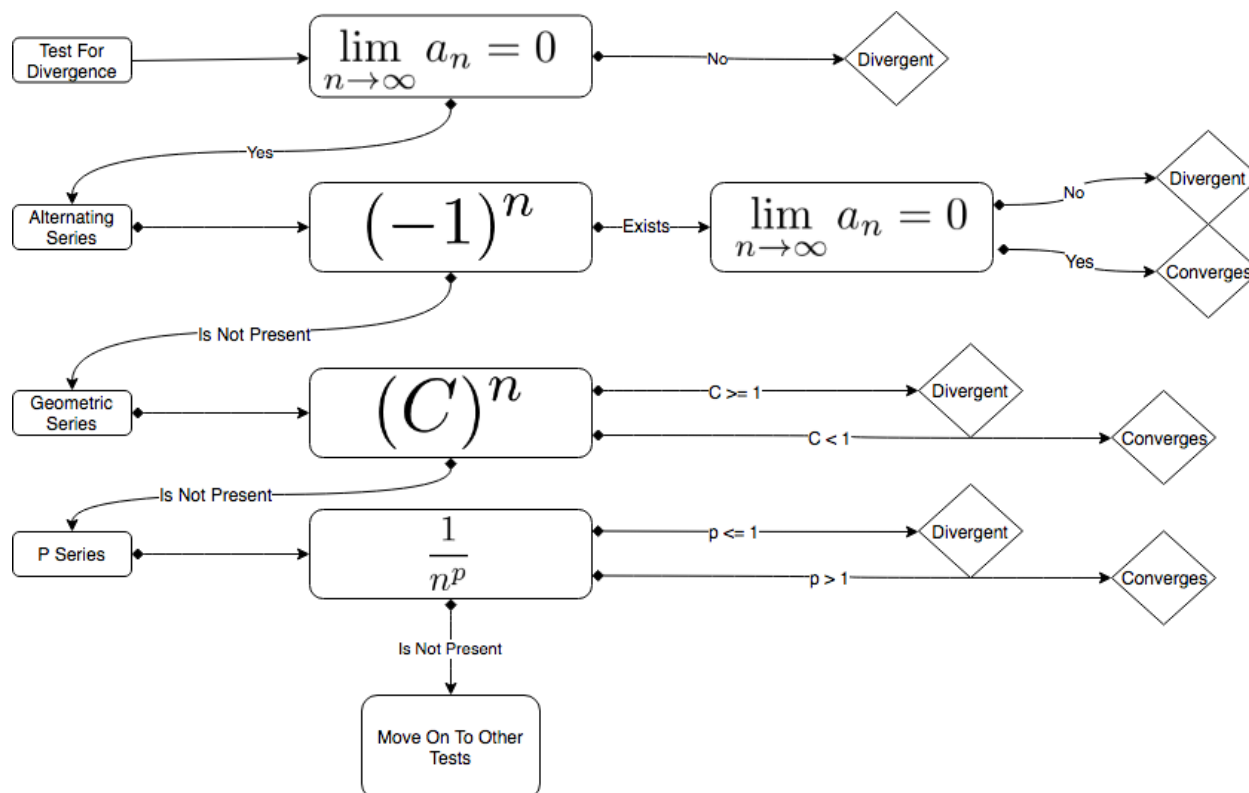 Test For
Divergence
lim a_n = 0
n→∞
No
Divergent
Yes
Alternating
Series
(−1)^n
Exists
lim a_n = 0
n→∞
No
Divergent
Yes
Converges
Is Not Present
Geometric
Series
(C)^n
C >= 1
Divergent
C < 1
Converges
Is Not Present
P Series
1
n^p
p <= 1
Divergent
p > 1
Converges
Is Not Present
Move On To Other
Tests